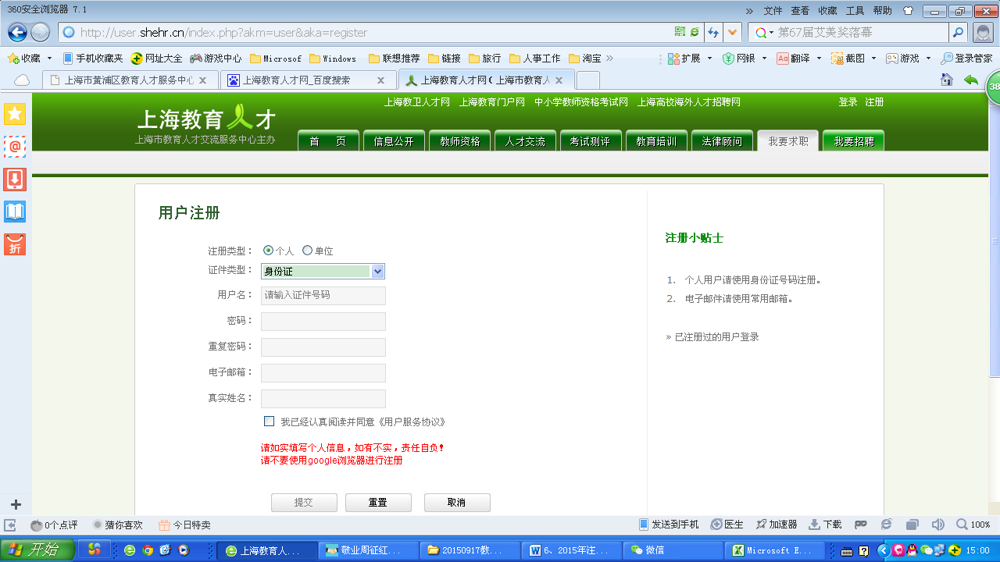 360安全浏览器 7.1
» 文件 查看 收藏 工具 帮助
http://user.shehr.cn/index.php?akm=user&aka=register
第67届艾美奖落幕
收藏 手机收藏夹 网址大全 游戏中心 Microsof Windows 联想推荐 链接 旅行 人事工作 淘宝 » 扩展 网银 Aa 翻译 截图 游戏 登录管家
上海市黄浦区教育人才服务中心 上海教育人才网_百度搜索 上海教育人才网 ( 上海市教育人
38
上海教卫人才网 上海教育门户网 中小学教师资格考试网 上海高校海外人才招聘网 登录 注册
上海教育人才
上海市教育人才交流服务中心主办
首 页 信息公开 教师资格 人才交流 考试测评 教育培训 法律顾问 我要求职 我要招聘
@
折
用户注册
注册类型： 个人 单位
证件类型： 身份证
用户名： 请输入证件号码
密码：
重复密码：
电子邮箱：
真实姓名：
我已经认真阅读并同意《用户服务协议》
请如实填写个人信息，如有不实，责任自负！
请不要使用google浏览器进行注册
提交 重置 取消
注册小贴士
1. 个人用户请使用身份证号码注册。
2. 电子邮件请使用常用邮箱。
» 已注册过的用户登录
0个点评 猜你喜欢 今日特卖 发送到手机 医生 加速器 下载 100%
开始 上海教育人... 敬业周征红... 20150917教... 6、2015年注... 微信 Microsoft E... 15:00